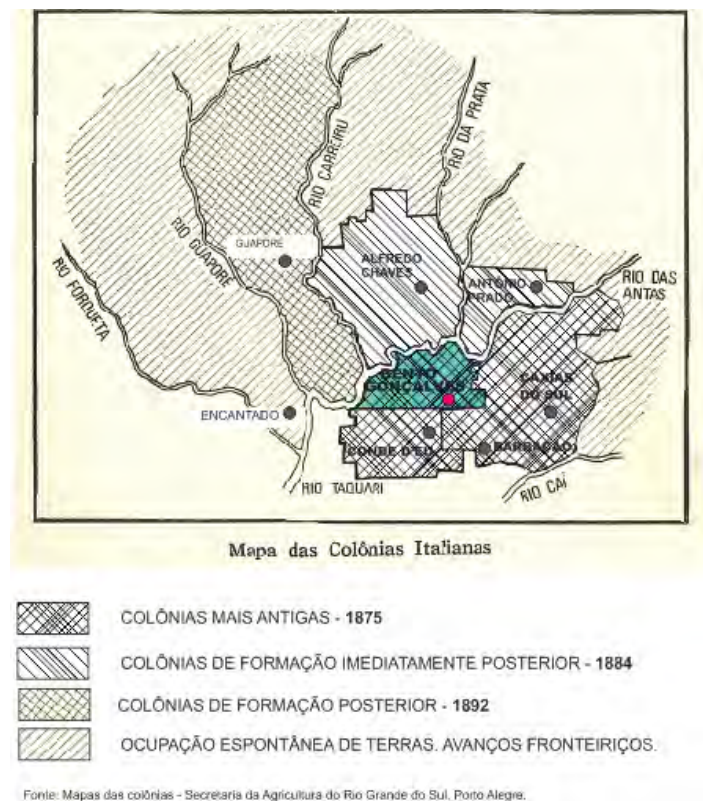 RIO DA PRATA
RIO CARREIRU
RIO GUAPORÉ
GUAPORÉ
ALFREDO
CHAVES
ANTONIO
PRADO
RIO DAS
ANTAS
RIO FORQUETA
BENTO
GONÇALVES
CAXIAS
DO SUL
ENCANTADO
CONDE D'EU
BARRACÃO
RIO TAQUARI
RIO CAÍ
Mapa das Colônias Italianas
COLÔNIAS MAIS ANTIGAS - 1875
COLÔNIAS DE FORMAÇÃO IMEDIATAMENTE POSTERIOR - 1884
COLÔNIAS DE FORMAÇÃO POSTERIOR - 1892
OCUPAÇÃO ESPONTÂNEA DE TERRAS. AVANÇOS FRONTEIRIÇOS.
Fonte: Mapas das colônias - Secretaria da Agricultura do Rio Grande do Sul. Porto Alegre.